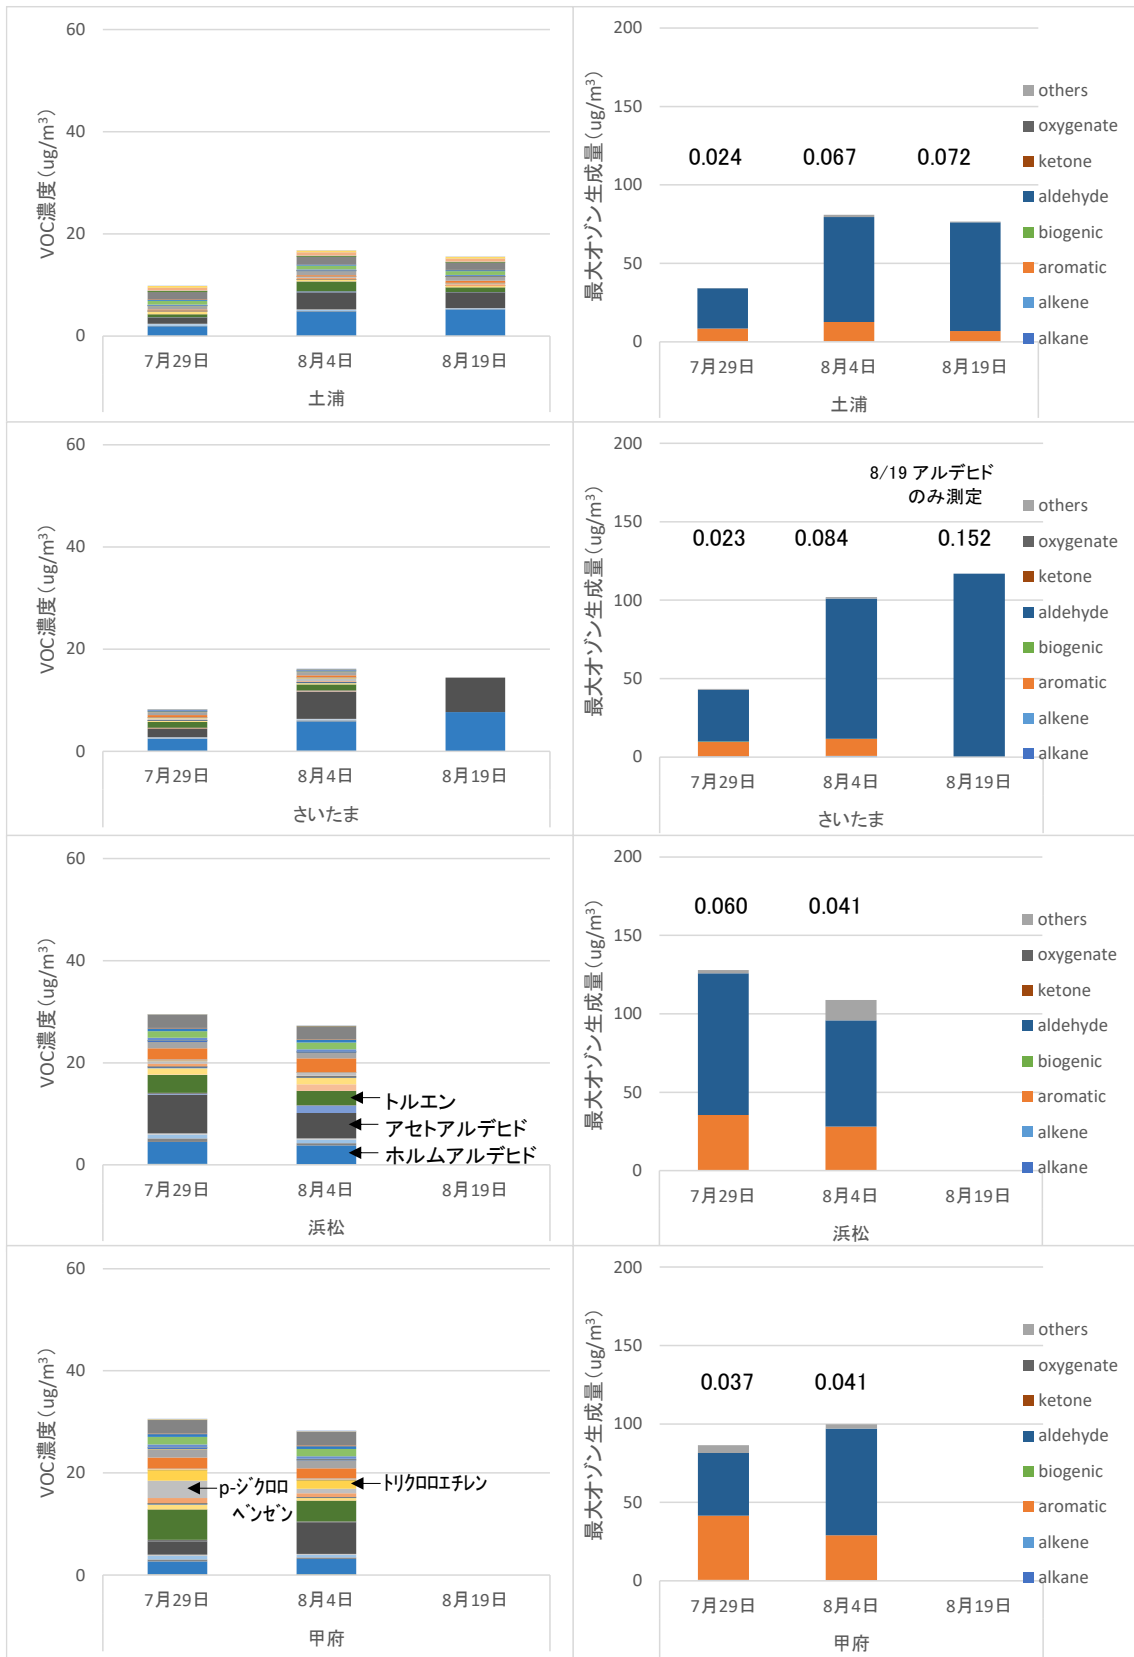 60
40
20
0
VOC濃度(ug/m³)
7月29日
8月4日
8月19日
土浦
200
150
100
50
0
最大オゾン生成量(ug/m³)
0.024
0.067
0.072
7月29日
8月4日
8月19日
土浦
others
oxygenate
ketone
aldehyde
biogenic
aromatic
alkene
alkane
60
40
20
0
VOC濃度(ug/m³)
7月29日
8月4日
8月19日
さいたま
200
150
100
50
0
最大オゾン生成量(ug/m³)
8/19 アルデヒド
のみ測定
0.023
0.084
0.152
7月29日
8月4日
8月19日
さいたま
others
oxygenate
ketone
aldehyde
biogenic
aromatic
alkene
alkane
60
40
20
0
VOC濃度(ug/m³)
トルエン
アセトアルデヒド
ホルムアルデヒド
7月29日
8月4日
8月19日
浜松
200
150
100
50
0
最大オゾン生成量(ug/m³)
0.060
0.041
7月29日
8月4日
8月19日
浜松
others
oxygenate
ketone
aldehyde
biogenic
aromatic
alkene
alkane
60
40
20
0
VOC濃度(ug/m³)
p-ジクロロ
ベンゼン
トリクロロエチレン
7月29日
8月4日
8月19日
甲府
200
150
100
50
0
最大オゾン生成量(ug/m³)
0.037
0.041
7月29日
8月4日
8月19日
甲府
others
oxygenate
ketone
aldehyde
biogenic
aromatic
alkene
alkane